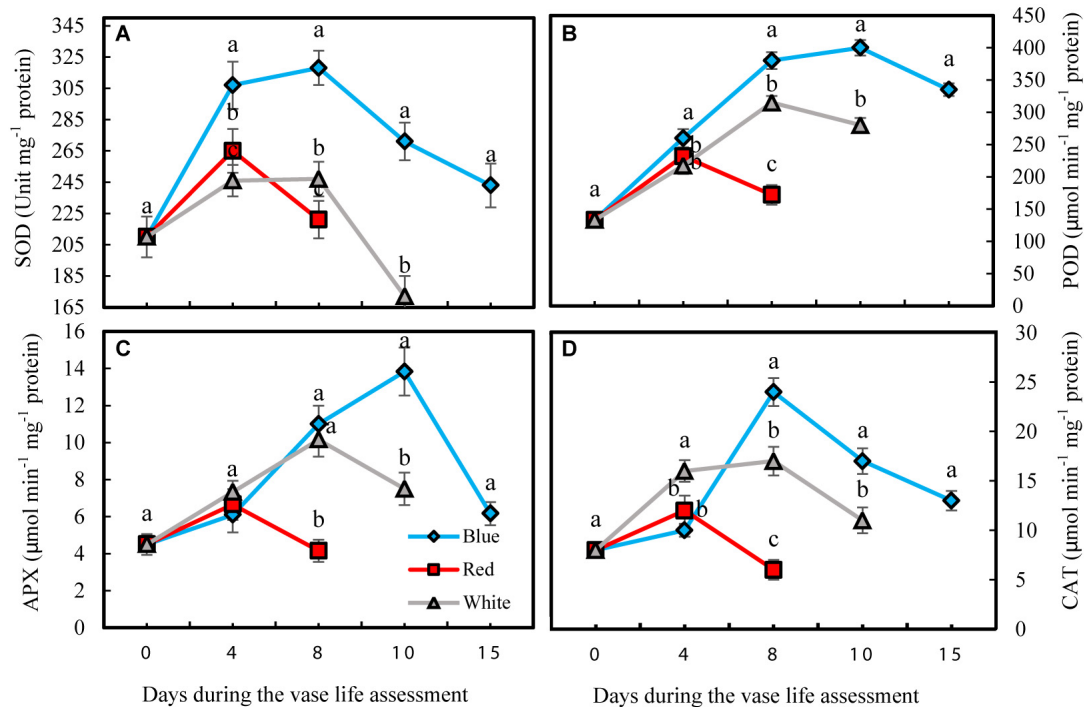 A
SOD (Unit mg-1 protein)
345
325
305
285
265
245
225
205
185
165
a
a
b
c
a
b
c
a
b
a
B
POD (μmol min-1 mg-1 protein)
450
400
350
300
250
200
150
100
50
0
a
a
b
b
a
b
c
a
b
a
C
APX (μmol min-1 mg-1 protein)
16
14
12
10
8
6
4
2
0
a
a
a
a
b
a
b
a
Blue
Red
White
0 4 8 10 15
Days during the vase life assessment
D
CAT (μmol min-1 mg-1 protein)
30
25
20
15
10
5
0
a
a
b
b
a
b
c
a
b
a
0 4 8 10 15
Days during the vase life assessment